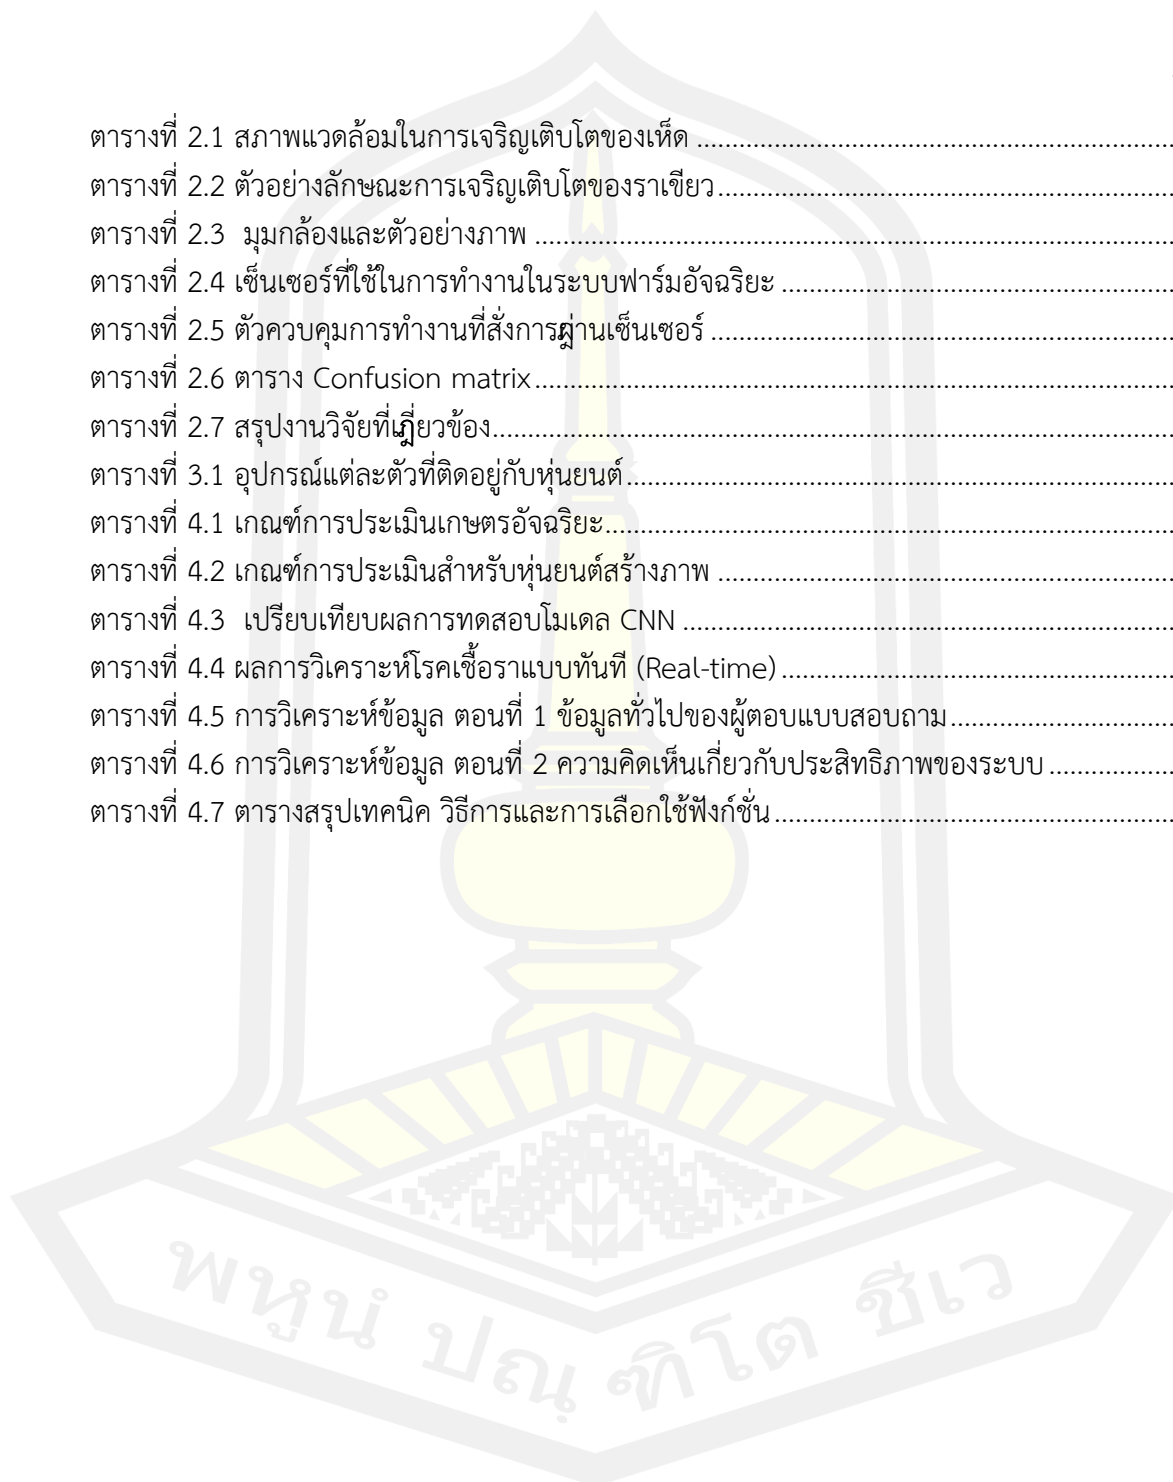 ตารางที่ 2.1 สภาพแวดล้อมในการเจริญเติบโตของเห็ด ........................................................
ตารางที่ 2.2 ตัวอย่างลักษณะการเจริญเติบโตของราเขียว ........................................................
ตารางที่ 2.3 มุมกล้องและตัวอย่างภาพ ........................................................
ตารางที่ 2.4 เซ็นเซอร์ที่ใช้ในการทำงานในระบบฟาร์มอัจฉริยะ ........................................................
ตารางที่ 2.5 ตัวควบคุมการทำงานที่สั่งการผ่านเซ็นเซอร์ ........................................................
ตารางที่ 2.6 ตาราง Confusion matrix ........................................................
ตารางที่ 2.7 สรุปงานวิจัยที่เกี่ยวข้อง ........................................................
ตารางที่ 3.1 อุปกรณ์แต่ละตัวที่ติดอยู่กับหุ่นยนต์ ........................................................
ตารางที่ 4.1 เกณฑ์การประเมินเกษตรอัจฉริยะ ........................................................
ตารางที่ 4.2 เกณฑ์การประเมินสำหรับหุ่นยนต์สร้างภาพ ........................................................
ตารางที่ 4.3 เปรียบเทียบผลการทดสอบโมเดล CNN ........................................................
ตารางที่ 4.4 ผลการวิเคราะห์โรคเชื้อราแบบทันที (Real-time) ........................................................
ตารางที่ 4.5 การวิเคราะห์ข้อมูล ตอนที่ 1 ข้อมูลทั่วไปของผู้ตอบแบบสอบถาม ........................................
ตารางที่ 4.6 การวิเคราะห์ข้อมูล ตอนที่ 2 ความคิดเห็นเกี่ยวกับประสิทธิภาพของระบบ ....................
ตารางที่ 4.7 ตารางสรุปเทคนิค วิธีการและการเลือกใช้ฟังก์ชั่น ........................................................
พหูนํ ปณฺฑิโต ชีเว